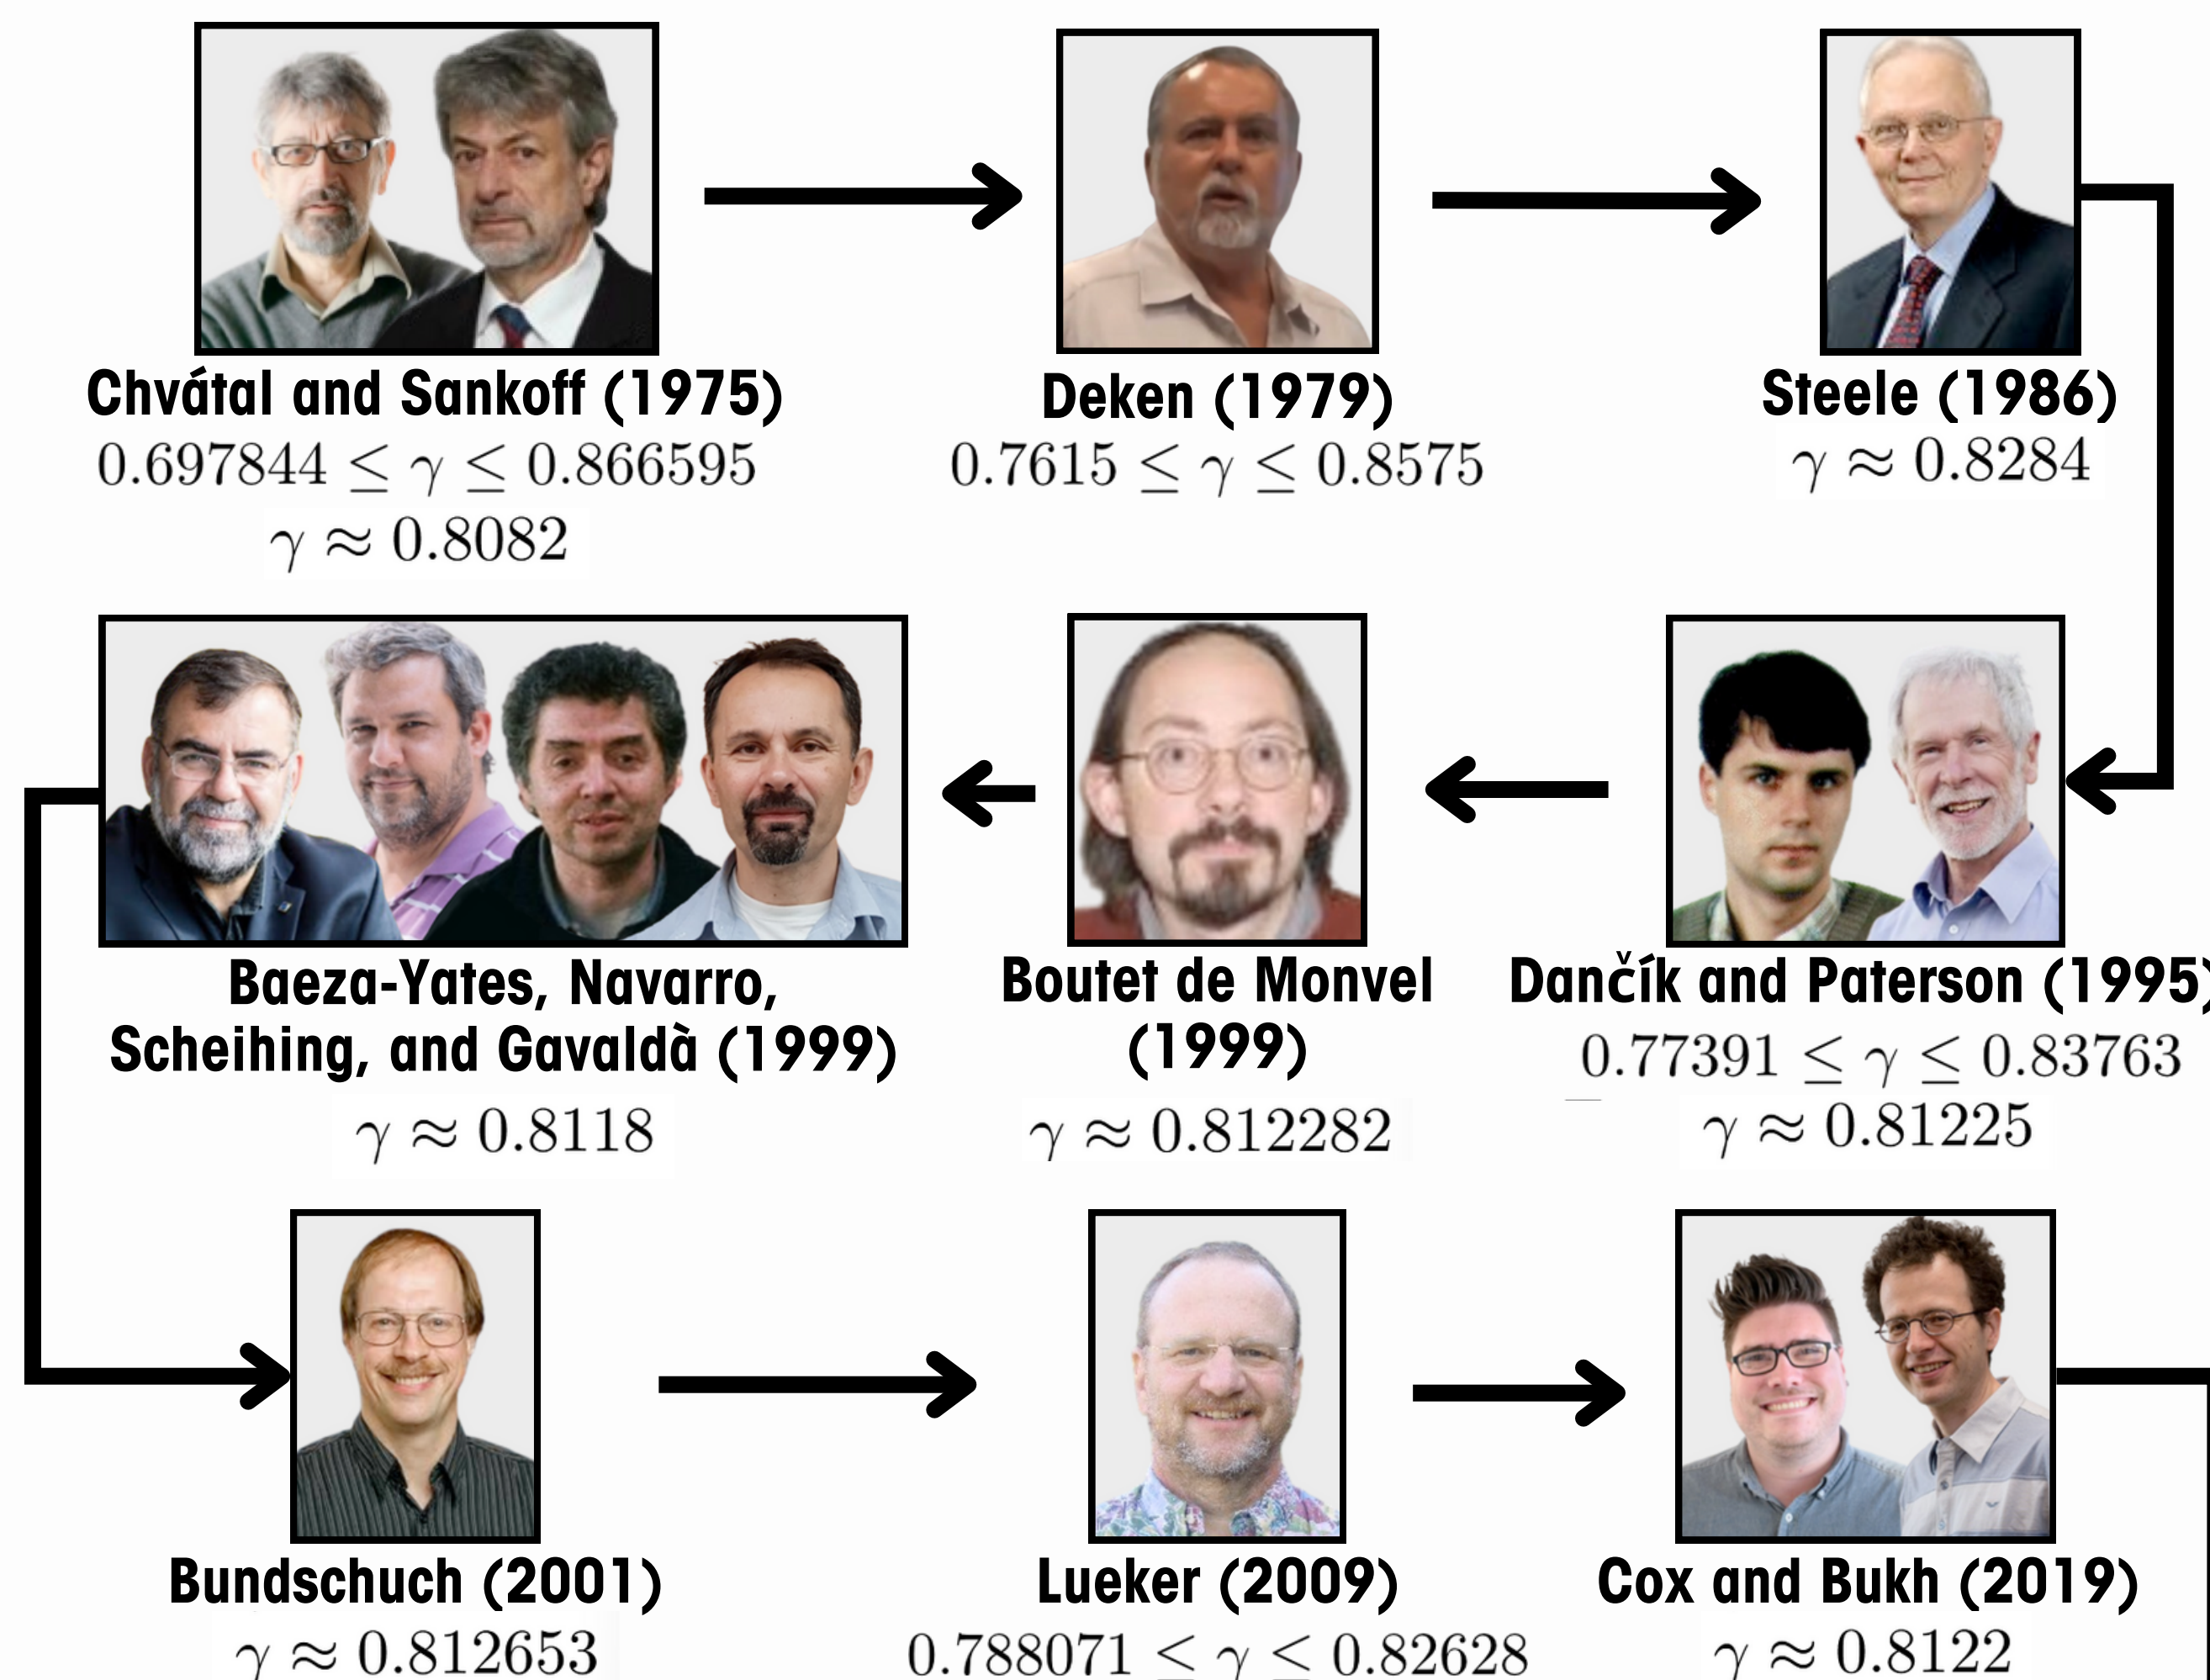 Chvátal and Sankoff (1975)
0.697844 ≤ γ ≤ 0.866595
γ ≈ 0.8082
Deken (1979)
0.7615 ≤ γ ≤ 0.8575
Steele (1986)
γ ≈ 0.8284
Baeza-Yates, Navarro,
Scheihing, and Gavaldà (1999)
γ ≈ 0.8118
Boutet de Monvel
(1999)
γ ≈ 0.812282
Dančík and Paterson (1995)
0.77391 ≤ γ ≤ 0.83763
γ ≈ 0.81225
Bundschuch (2001)
γ ≈ 0.812653
Lueker (2009)
0.788071 ≤ γ ≤ 0.82628
Cox and Bukh (2019)
γ ≈ 0.8122